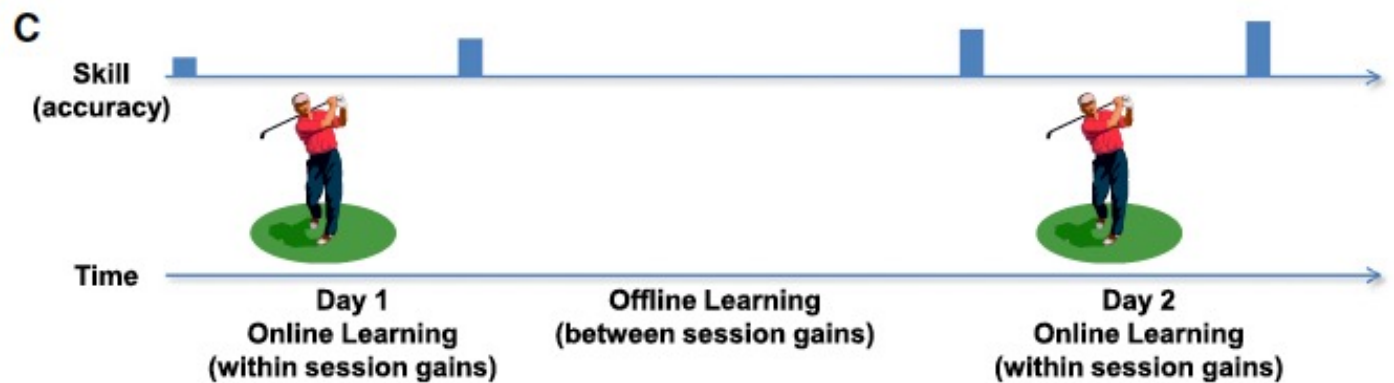 C
Skill
(accuracy)
Time
Day 1
Online Learning
(within session gains)
Offline Learning
(between session gains)
Day 2
Online Learning
(within session gains)